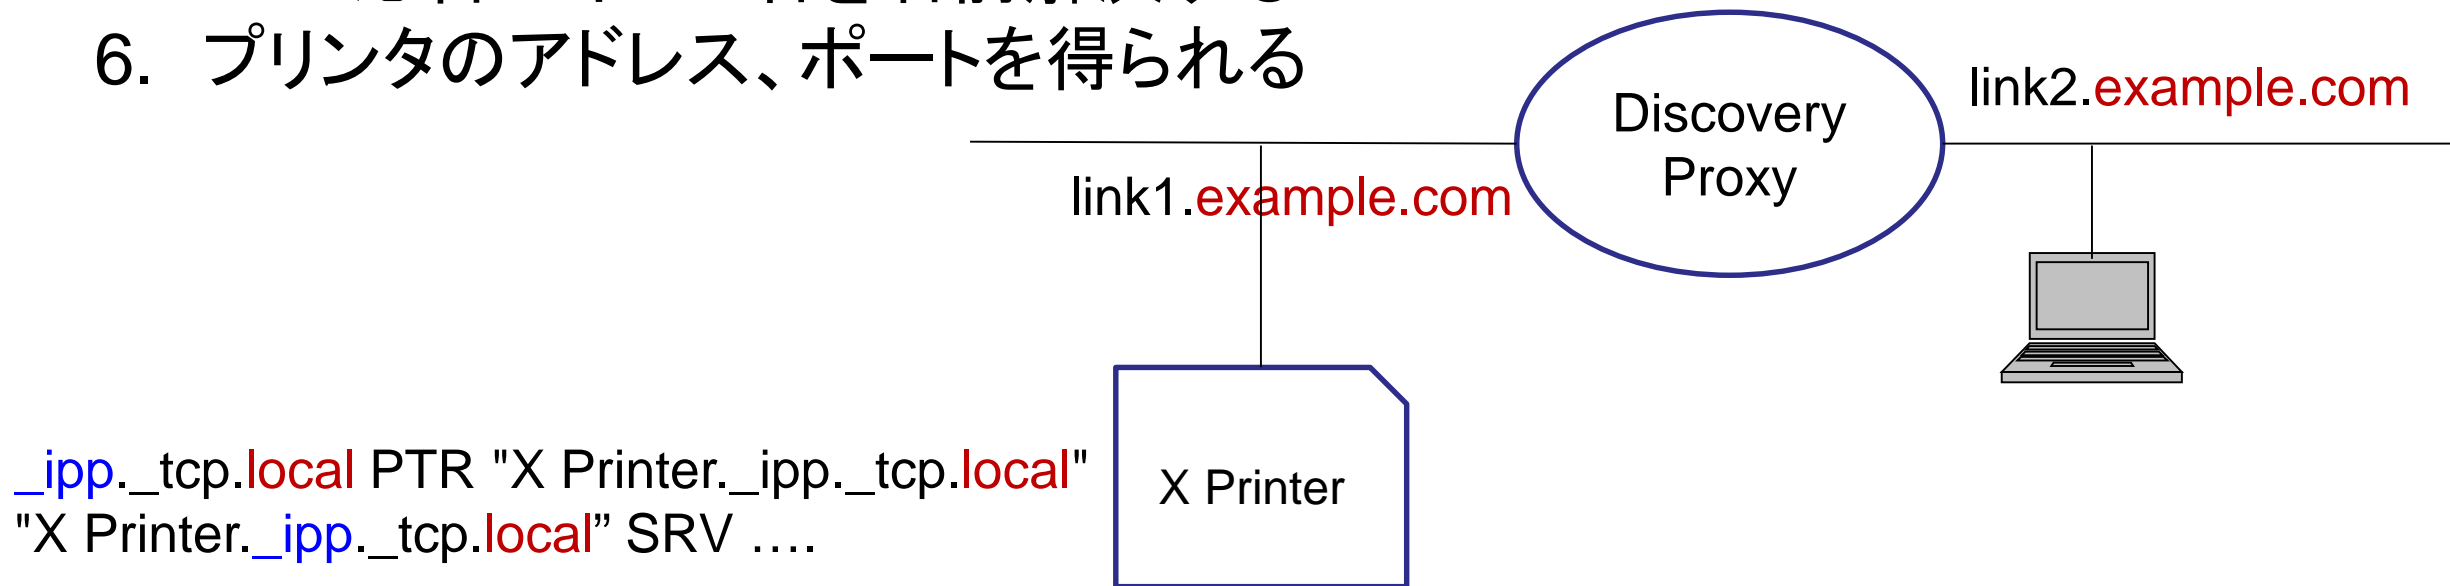 6. プリンタのアドレス、ポートを得られる
Discovery
Proxy
link2.example.com
link1.example.com
X Printer
_ipp._tcp.local PTR "X Printer._ipp._tcp.local"
"X Printer._ipp._tcp.local” SRV ….